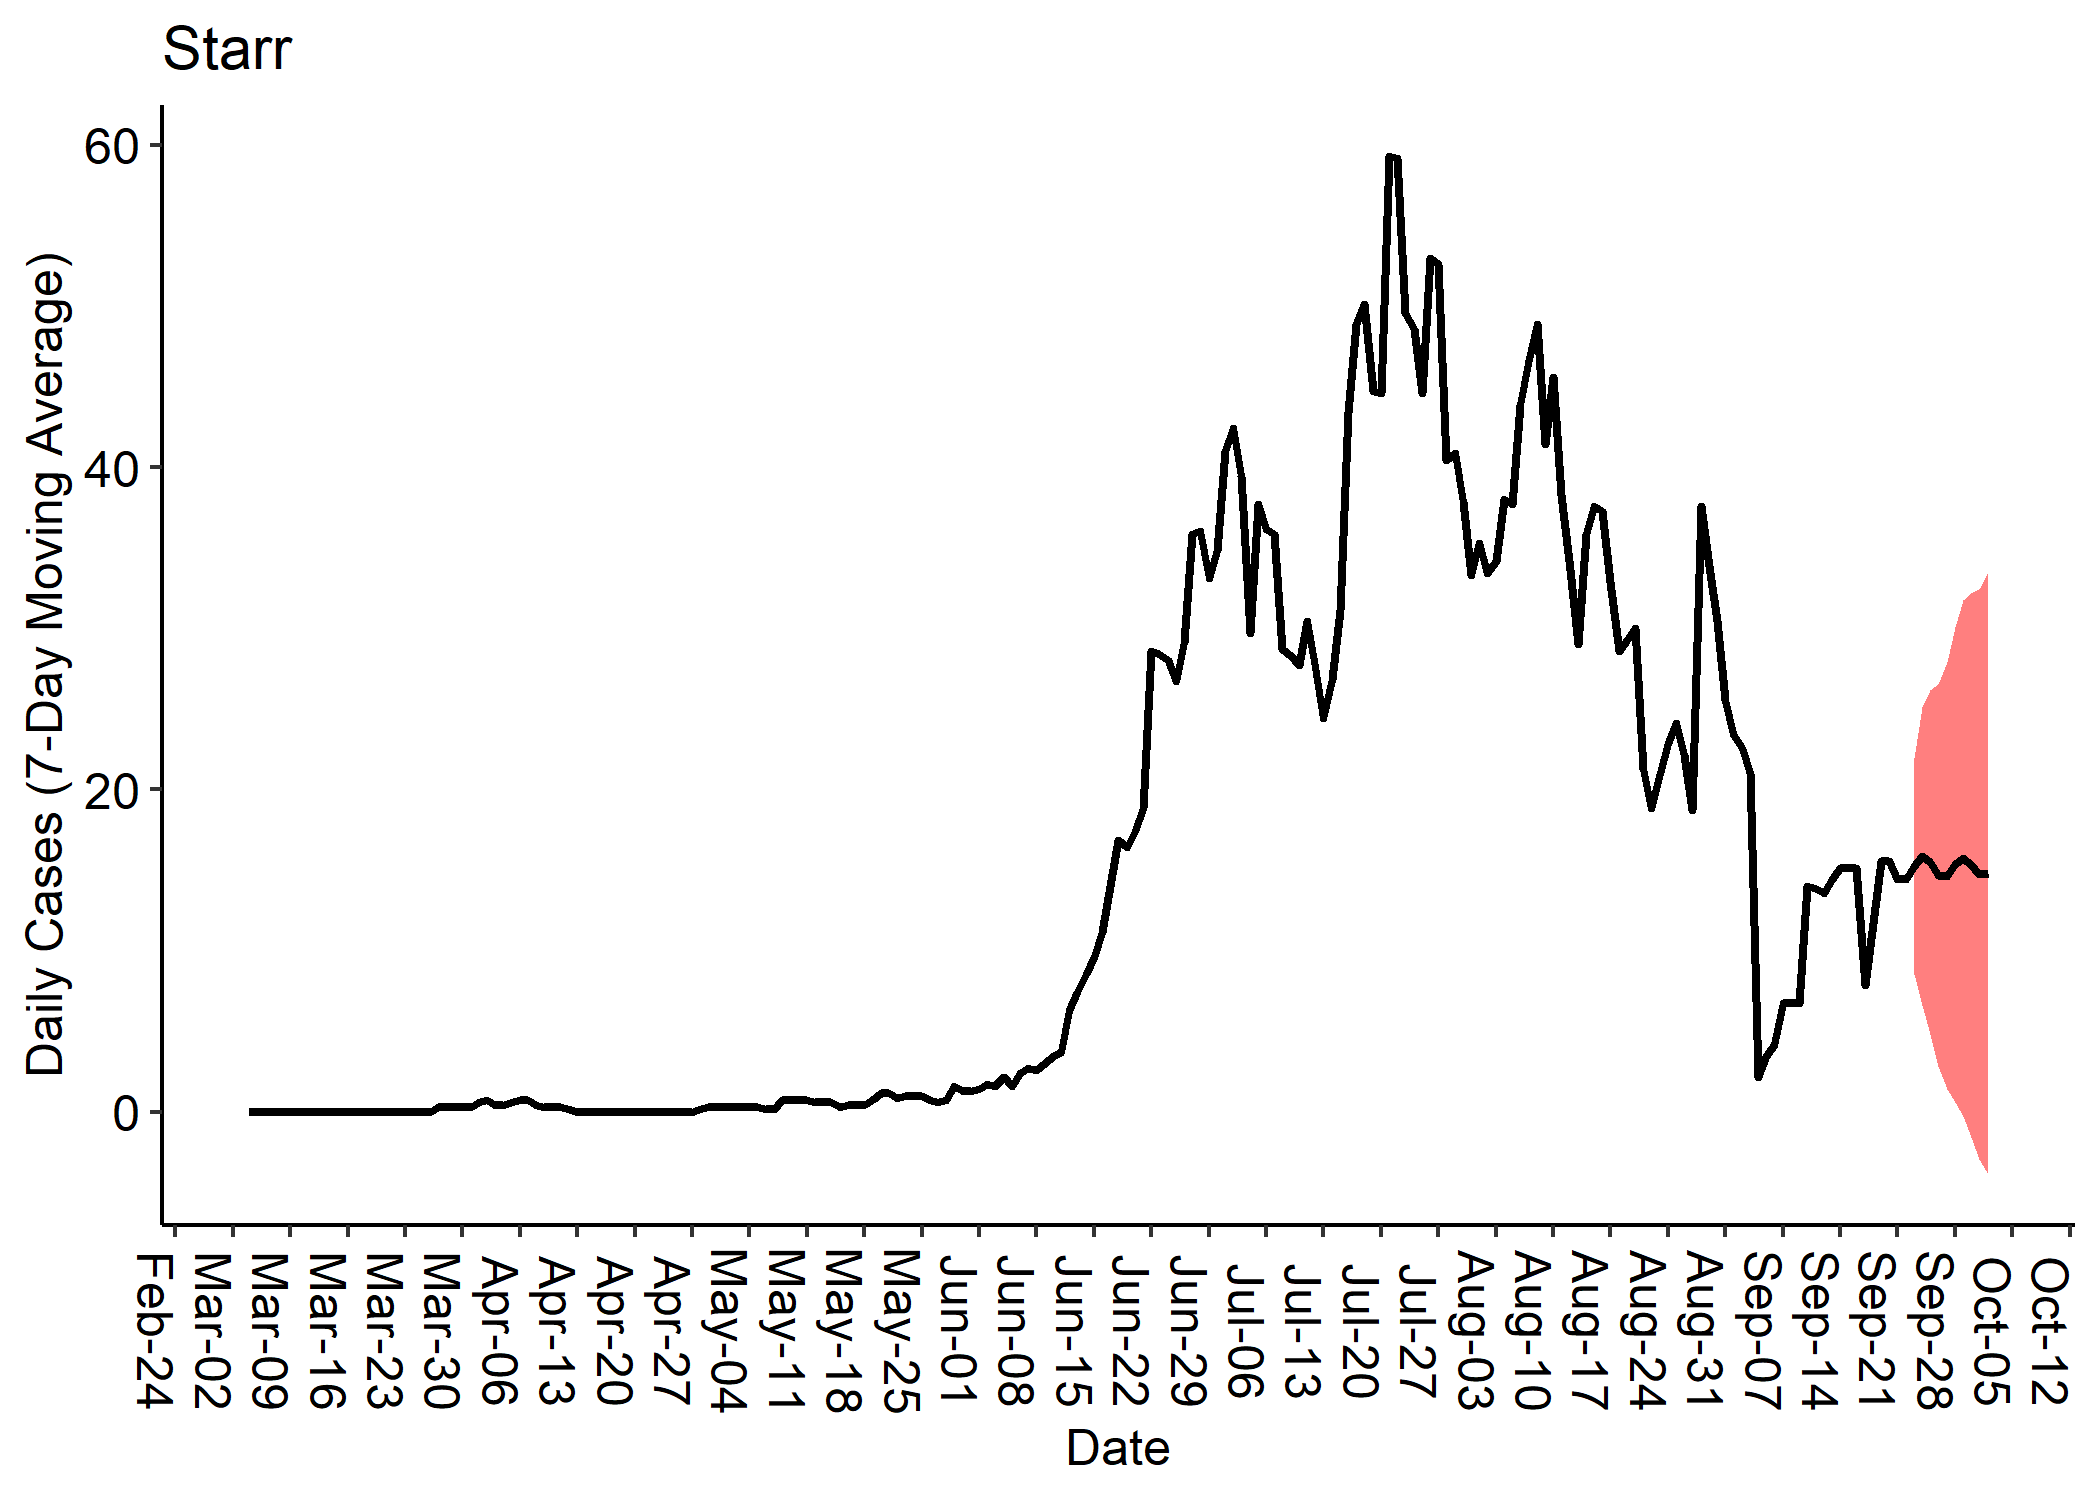 Starr
Daily Cases (7-Day Moving Average)
60
40
20
0
Feb-24
Mar-02
Mar-09
Mar-16
Mar-23
Mar-30
Apr-06
Apr-13
Apr-20
Apr-27
May-04
May-11
May-18
May-25
Jun-01
Jun-08
Jun-15
Jun-22
Jun-29
Jul-06
Jul-13
Jul-20
Jul-27
Aug-03
Aug-10
Aug-17
Aug-24
Aug-31
Sep-07
Sep-14
Sep-21
Sep-28
Oct-05
Oct-12
Date